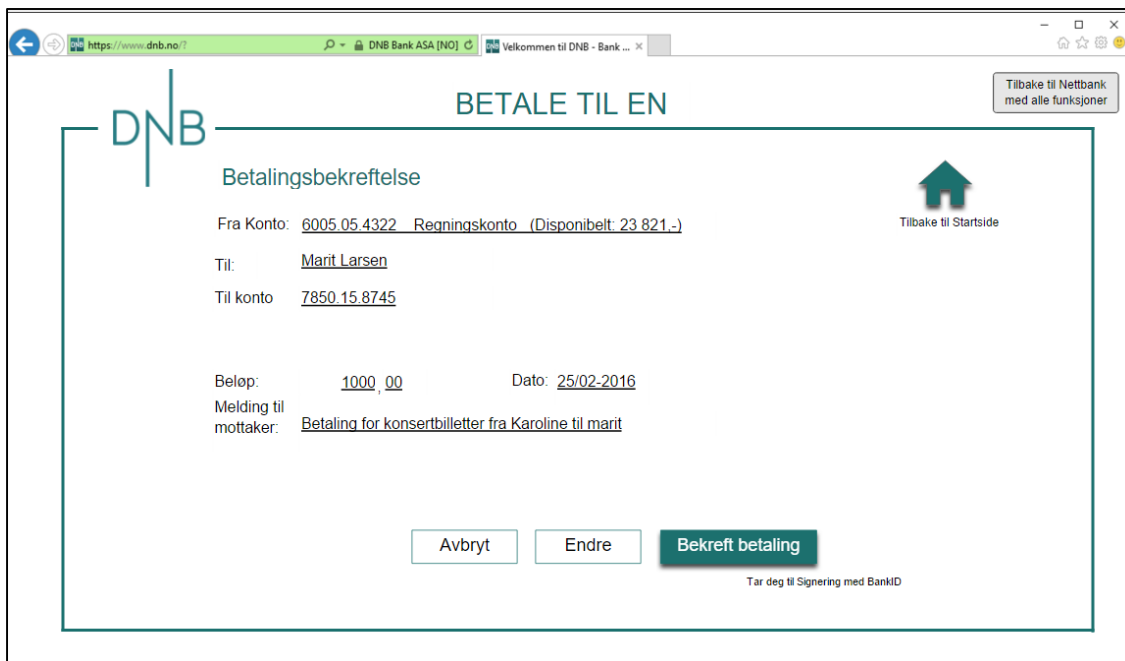 https://www.dnb.no/?
DNB Bank ASA [NO]
Velkommen til DNB - Bank ...
Tilbake til Nettbank
med alle funksjoner
DNB
BETALE TIL EN
Betalingsbekreftelse
Tilbake til Startside
Fra Konto: 6005.05.4322 Regningskonto (Disponibelt: 23 821,-)
Til: Marit Larsen
Til konto 7850.15.8745
Beløp: 1000,00 Dato: 25/02-2016
Melding til
mottaker: Betaling for konsertbilletter fra Karoline til marit
Avbryt Endre Bekreft betaling
Tar deg til Signering med BankID